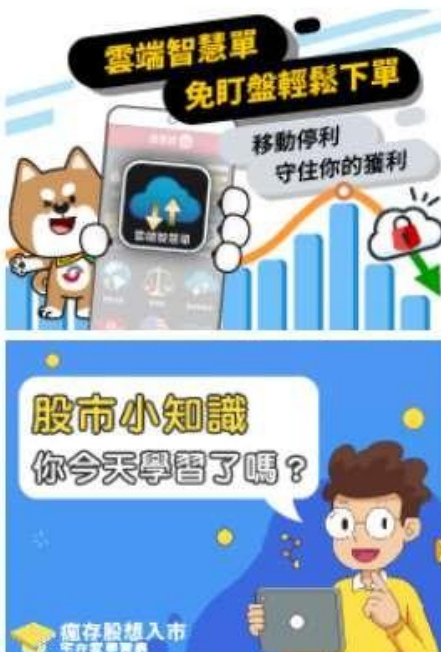 雲端智慧單
免盯盤輕鬆下單
移動停利
守住你的獲利
雲端智慧單
股市小知識
你今天學習了嗎？
瘋存股想入市